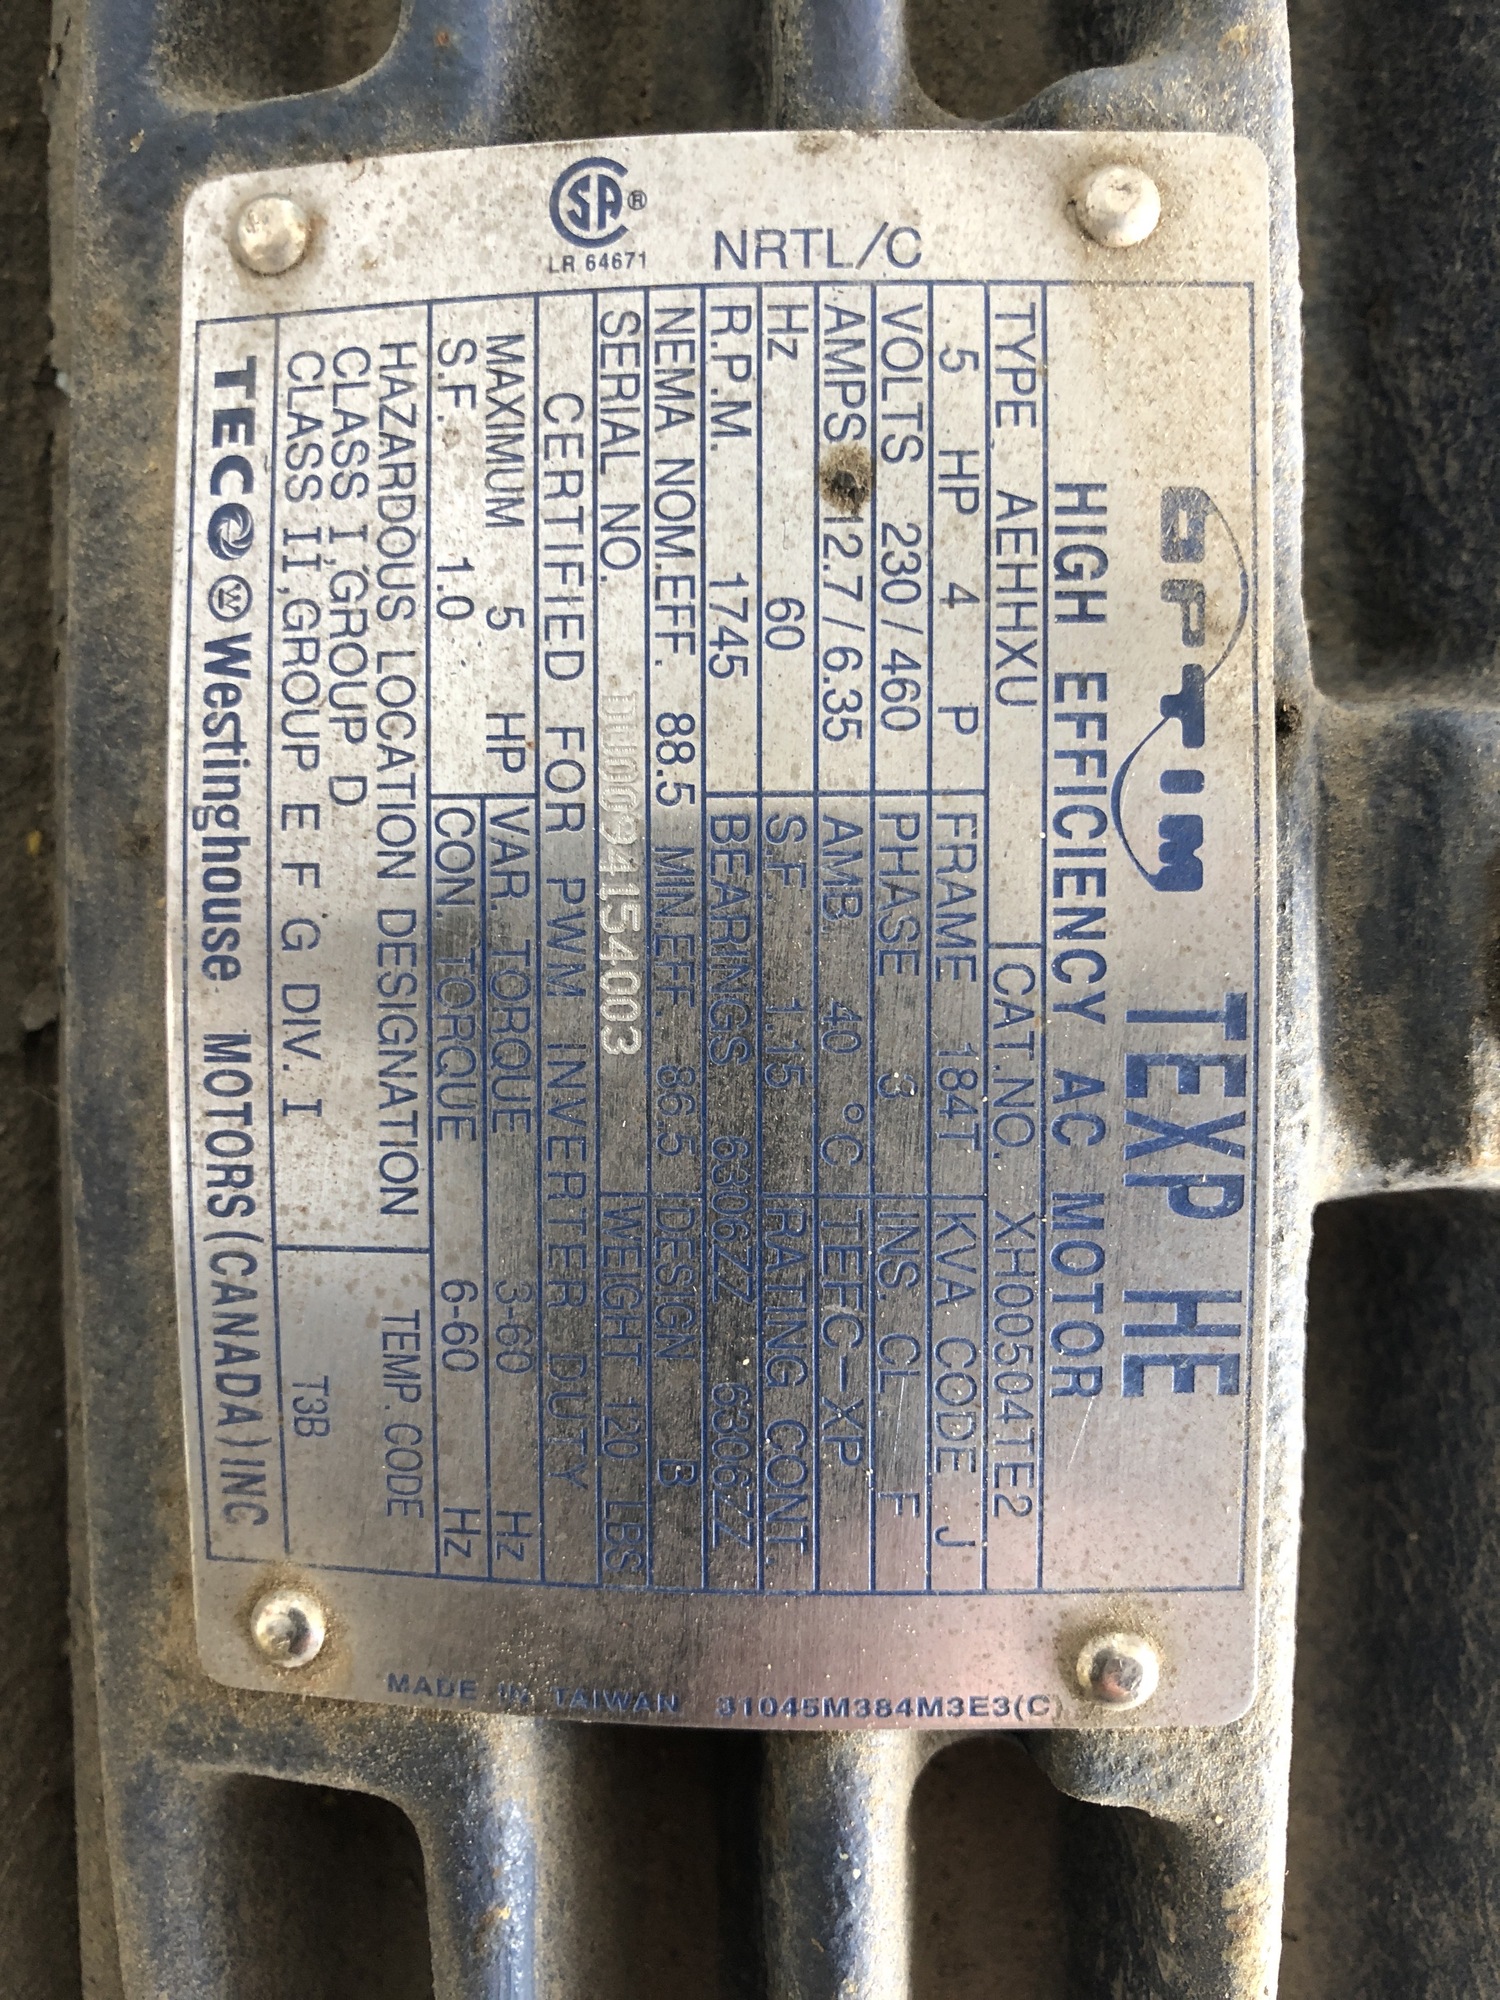 OPTIM TEXP HE
HIGH EFFICIENCY AC MOTOR
TYPE AEHHXU CAT.NO. XH00504TE2
5 HP 4 P FRAME 184T KVA CODE J
VOLTS 230/460 PHASE 3 INS. CL F
AMPS 12.7/6.35 AMB. 40 °C TEFC-XP
Hz 60 S.F. 1.15 RATING CONT.
R.P.M. 1745 BEARINGS 6306ZZ 6306ZZ
NEMA NOM.EFF. 88.5 MIN.EFF. 86.5 DESIGN B
SERIAL NO. DU0094154003 WEIGHT 120 LBS
CERTIFIED FOR PWM INVERTER DUTY
MAXIMUM 5 HP VAR. TORQUE 3-60 Hz
S.F. 1.0 CON. TORQUE 6-60 Hz
HAZARDOUS LOCATION DESIGNATION TEMP. CODE
CLASS I,GROUP D
CLASS II,GROUP E F G DIV. I T3B
TECO Westinghouse MOTORS(CANADA)INC
CSA®
LR 64671
NRTL/C
MADE IN TAIWAN 31045M384M3E3(C)